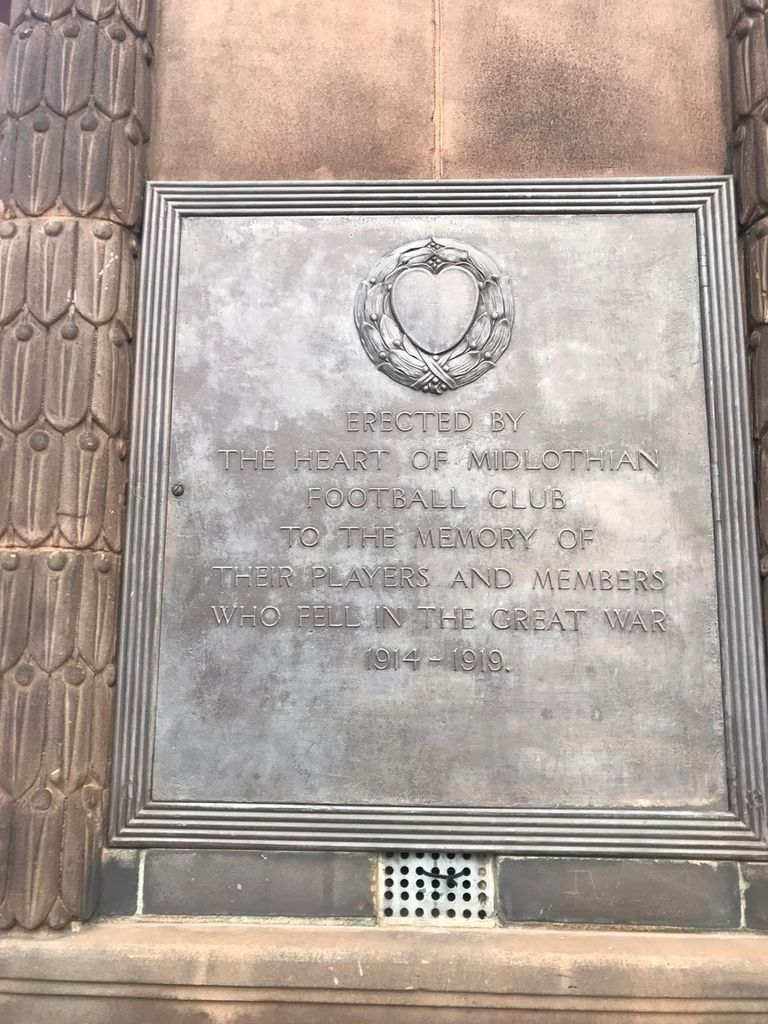 ERECTED BY
THE HEART OF MIDLOTHIAN
FOOTBALL CLUB
TO THE MEMORY OF
THEIR PLAYERS AND MEMBERS
WHO FELL IN THE GREAT WAR
1914 - 1919.